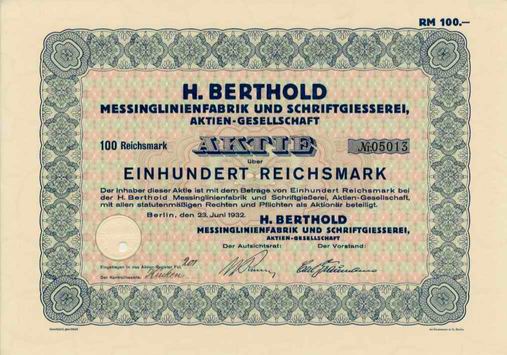 RM 100.—
H. BERTHOLD
MESSINGLINIENFABRIK UND SCHRIFTGIESSEREI,
AKTIEN-GESELLSCHAFT
100 Reichsmark AKTIE № 05013
über
EINHUNDERT REICHSMARK
Der Inhaber dieser Aktie ist mit dem Betrage von Einhundert Reichsmark bei
der H. Berthold Messinglinienfabrik und Schriftgießerei, Aktien-Gesellschaft,
mit allen statutenmäßigen Rechten und Pflichten als Aktionär beteiligt.
Berlin, den 23. Juni 1932.
H. BERTHOLD
MESSINGLINIENFABRIK UND SCHRIFTGIESSEREI,
AKTIEN-GESELLSCHAFT
Der Aufsichtsrat: Der Vorstand:
Eingetragen in das Aktien-Register Fol. 201
Der Kontrollbeamte: